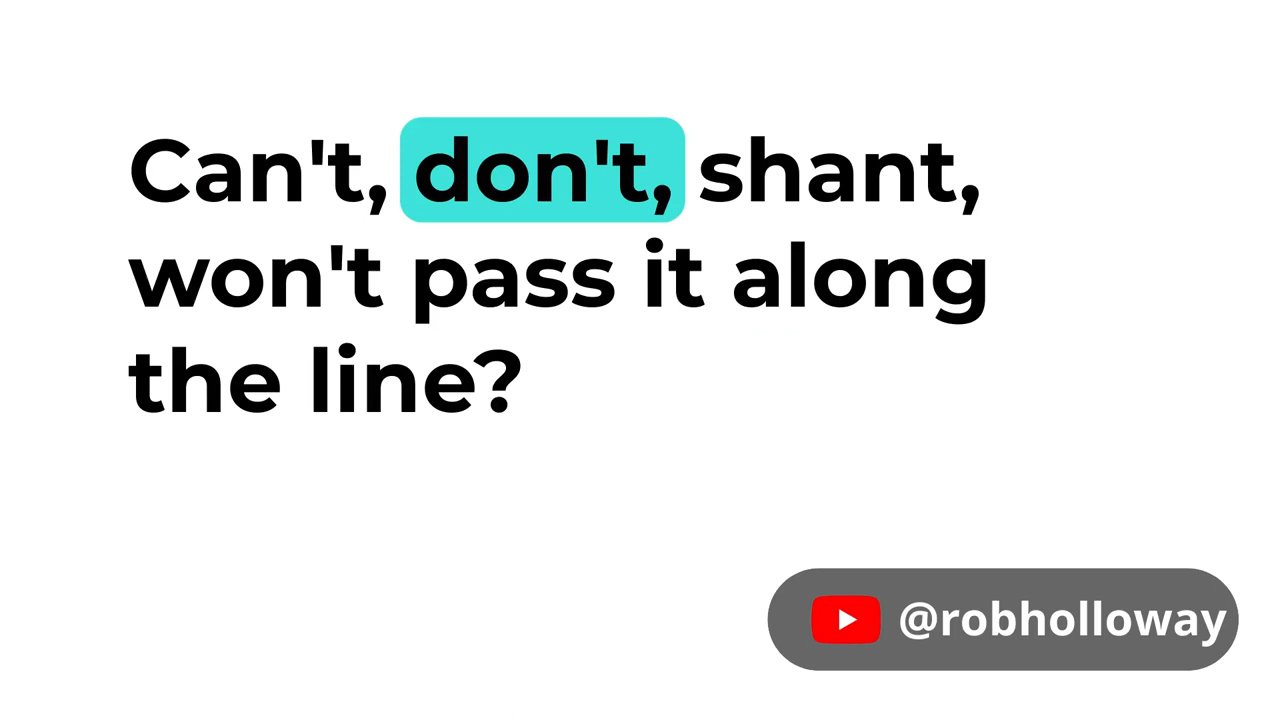 Can't, don't, shant,
won't pass it along
the line?
@robholloway